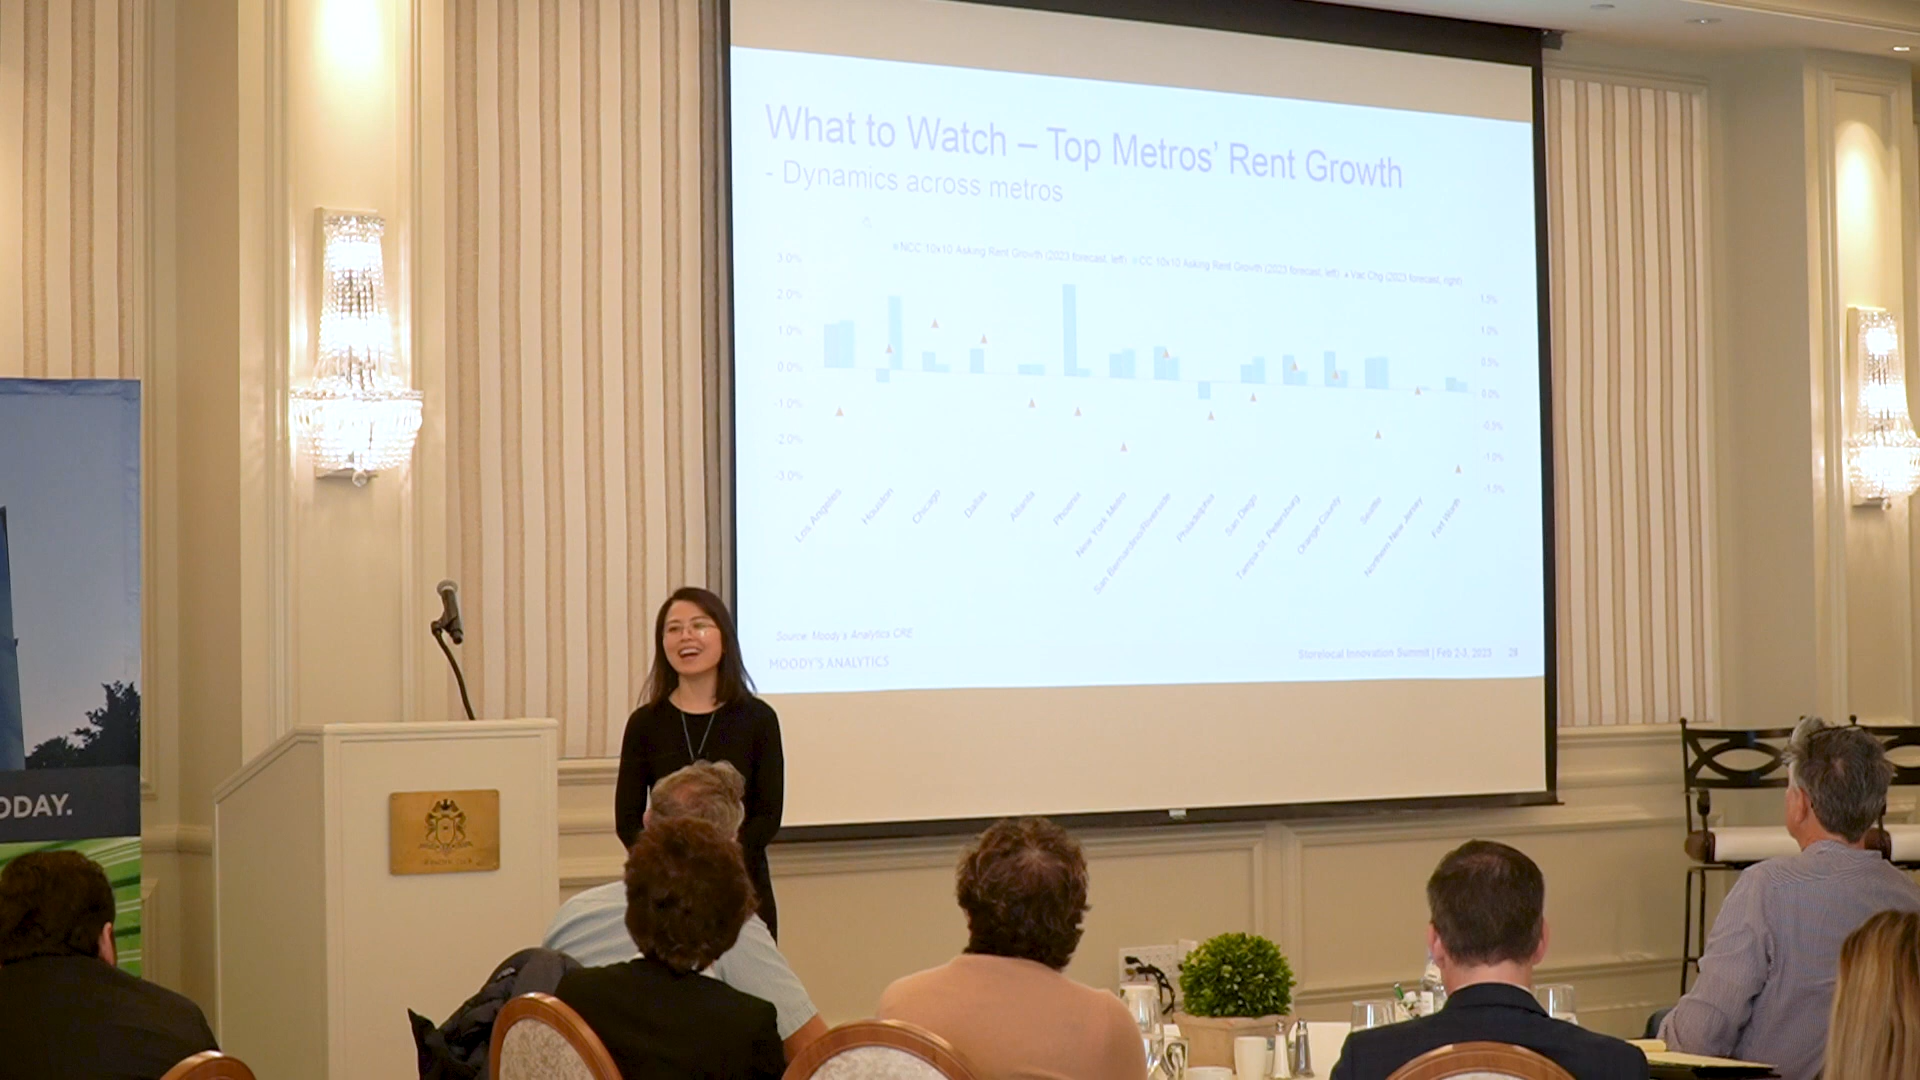 What to Watch – Top Metros' Rent Growth
- Dynamics across metros
NCC 10x10 Asking Rent Growth (2023 forecast, left) CC 10x10 Asking Rent Growth (2023 forecast, left) Vac Chg (2023 forecast, right)
3.0%
2.0%
1.0%
0.0%
-1.0%
-2.0%
-3.0%
1.5%
1.0%
0.5%
0.0%
-0.5%
-1.0%
-1.5%
Los Angeles
Houston
Chicago
Dallas
Atlanta
Phoenix
New York Metro
San Bernardino/Riverside
Philadelphia
San Diego
Tampa-St. Petersburg
Orange County
Seattle
Northern New Jersey
Fort Worth
Source: Moody's Analytics CRE
MOODY'S ANALYTICS
Storelocal Innovation Summit | Feb 2-3, 2023 28
ODAY.